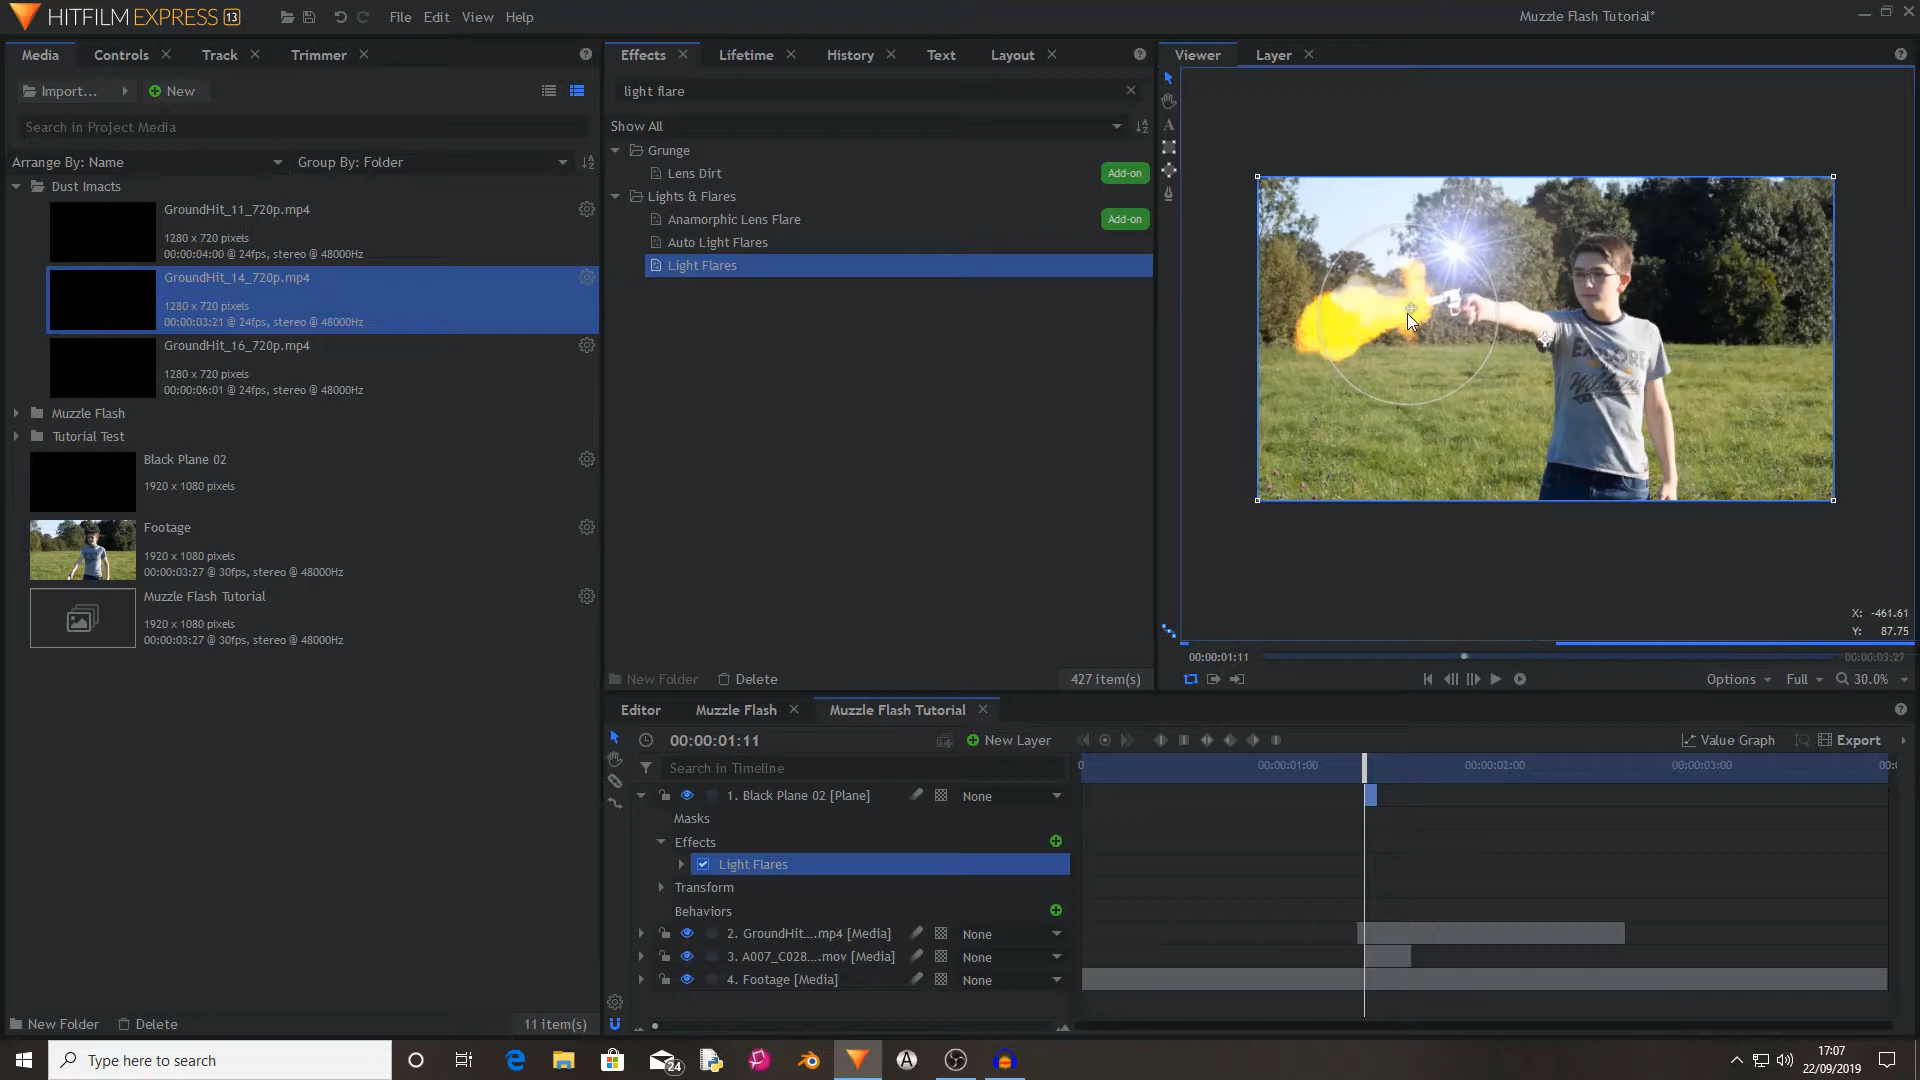 HITFILM EXPRESS 13
File Edit View Help
Muzzle Flash Tutorial*
Media Controls Track Trimmer
Import... New
Search in Project Media
Arrange By: Name Group By: Folder
Dust Imacts
GroundHit_11_720p.mp4
1280 x 720 pixels
00:00:04:00 @ 24fps, stereo @ 48000Hz
GroundHit_14_720p.mp4
1280 x 720 pixels
00:00:03:21 @ 24fps, stereo @ 48000Hz
GroundHit_16_720p.mp4
1280 x 720 pixels
00:00:06:01 @ 24fps, stereo @ 48000Hz
Muzzle Flash
Tutorial Test
Black Plane 02
1920 x 1080 pixels
Footage
1920 x 1080 pixels
00:00:03:27 @ 30fps, stereo @ 48000Hz
Muzzle Flash Tutorial
1920 x 1080 pixels
00:00:03:27 @ 30fps, stereo @ 48000Hz
New Folder Delete 11 item(s)
Effects Lifetime History Text Layout
light flare
Show All
Grunge
Lens Dirt Add-on
Lights & Flares
Anamorphic Lens Flare Add-on
Auto Light Flares
Light Flares
New Folder Delete 427 item(s)
Viewer Layer
EXPLORE
X: -461.61
Y: 87.75
00:00:01:11 00:00:03:27
Options Full 30.0%
Editor Muzzle Flash Muzzle Flash Tutorial
00:00:01:11 New Layer Value Graph Export
Search in Timeline
0 00:00:01:00 00:00:02:00 00:00:03:00 00:0
1. Black Plane 02 [Plane] None
Masks
Effects
Light Flares
Transform
Behaviors
2. GroundHit....mp4 [Media] None
3. A007_C028....mov [Media] None
4. Footage [Media] None
Type here to search
24
17:07
22/09/2019